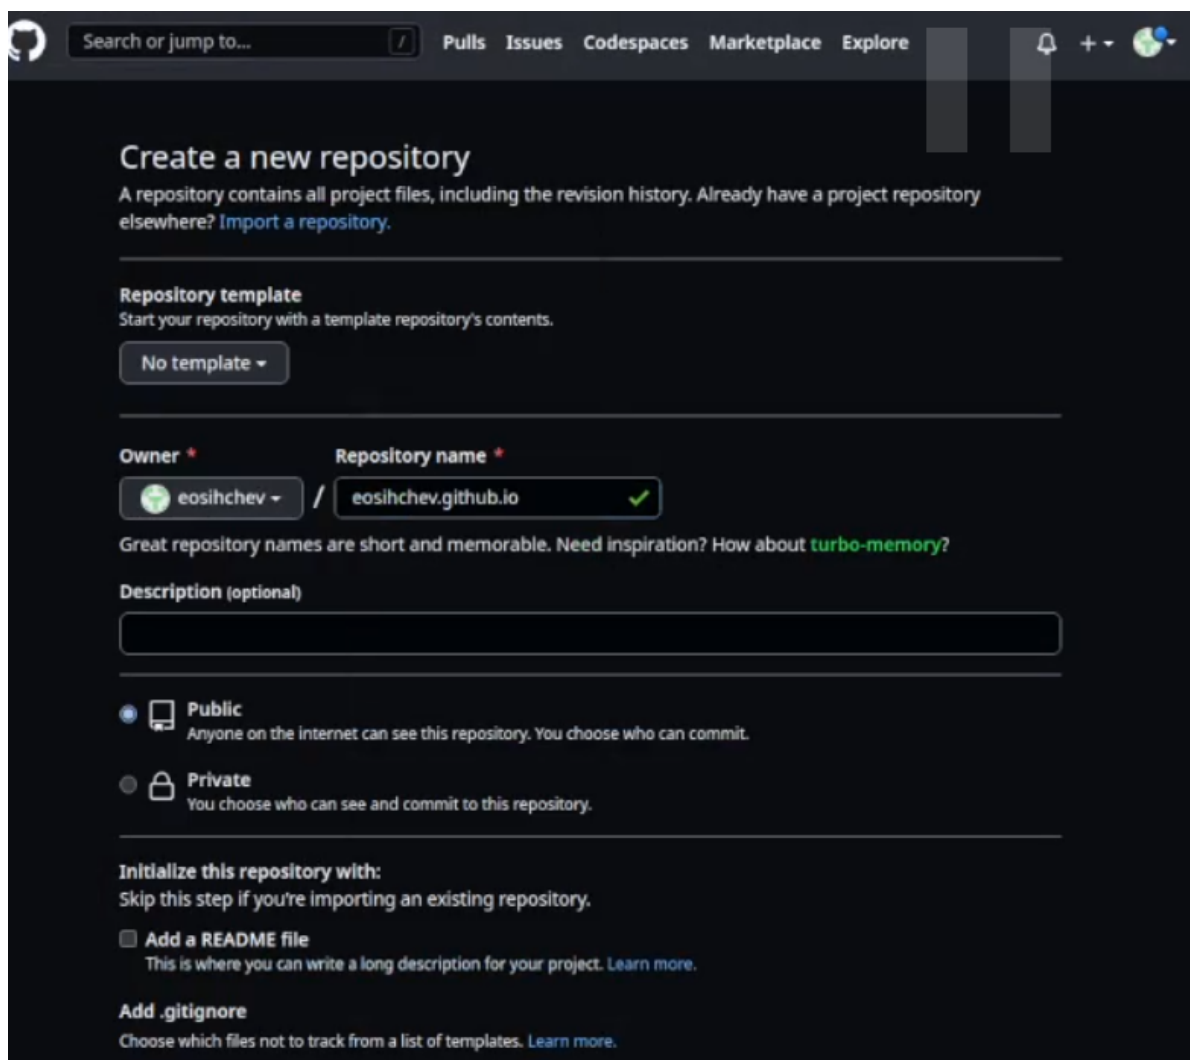 Search or jump to... /
Pulls Issues Codespaces Marketplace Explore
Create a new repository
A repository contains all project files, including the revision history. Already have a project repository
elsewhere? Import a repository.
Repository template
Start your repository with a template repository's contents.
No template
Owner * Repository name *
eosihchev / eosihchev.github.io
Great repository names are short and memorable. Need inspiration? How about turbo-memory?
Description (optional)
Public
Anyone on the internet can see this repository. You choose who can commit.
Private
You choose who can see and commit to this repository.
Initialize this repository with:
Skip this step if you're importing an existing repository.
Add a README file
This is where you can write a long description for your project. Learn more.
Add .gitignore
Choose which files not to track from a list of templates. Learn more.